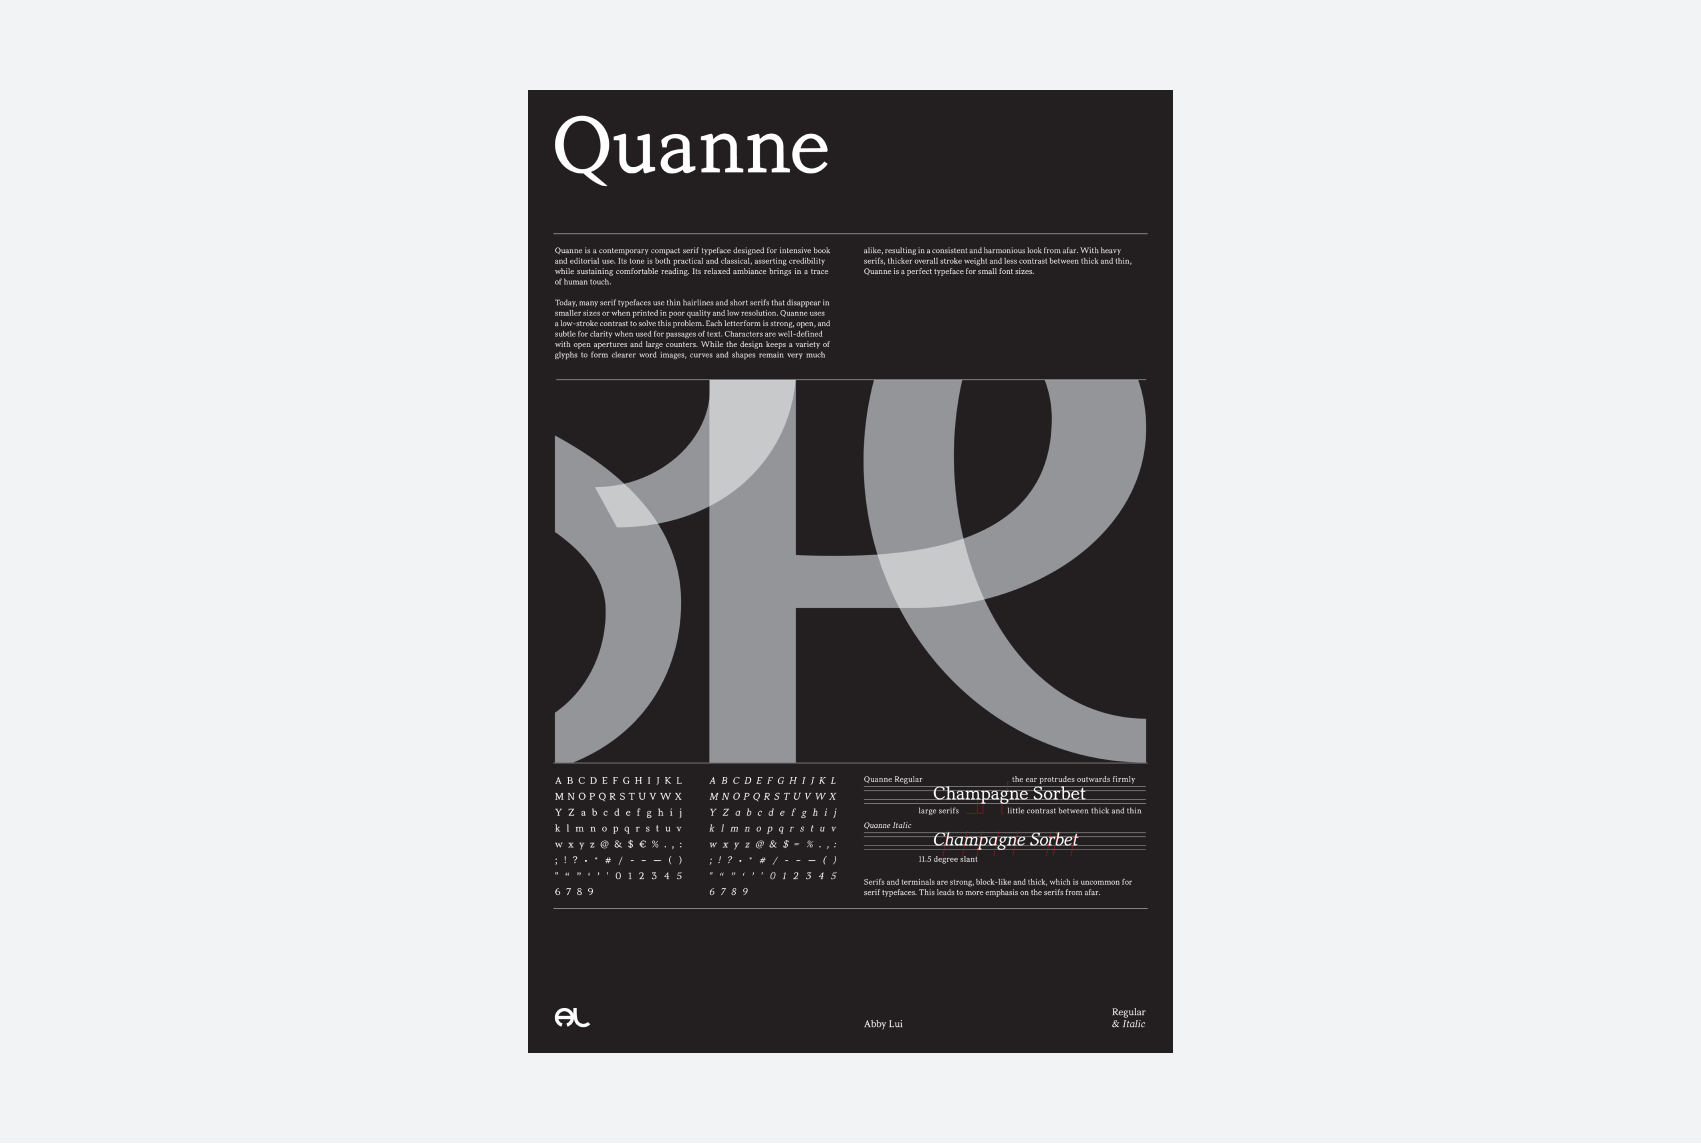 Quanne
Quanne is a contemporary compact serif typeface designed for intensive book
and editorial use. Its tone is both practical and classical, asserting credibility
while sustaining comfortable reading. Its relaxed ambiance brings in a trace
of human touch.
Today, many serif typefaces use thin hairlines and short serifs that disappear in
smaller sizes or when printed in poor quality and low resolution. Quanne uses
a low-stroke contrast to solve this problem. Each letterform is strong, open, and
subtle for clarity when used for passages of text. Characters are well-defined
with open apertures and large counters. While the design keeps a variety of
glyphs to form clearer word images, curves and shapes remain very much
alike, resulting in a consistent and harmonious look from afar. With heavy
serifs, thicker overall stroke weight and less contrast between thick and thin,
Quanne is a perfect typeface for small font sizes.
A B C D E F G H I J K L
M N O P Q R S T U V W X
Y Z a b c d e f g h i j
k l m n o p q r s t u v
w x y z @ & $ € % . , :
; ! ? • * # / - – — ( )
" “ ” ‘ ’ ' 0 1 2 3 4 5
6 7 8 9
A B C D E F G H I J K L
M N O P Q R S T U V W X
Y Z a b c d e f g h i j
k l m n o p q r s t u v
w x y z @ & $ = % . , :
; ! ? • * # / - – — ( )
" “ ” ‘ ’ ' 0 1 2 3 4 5
6 7 8 9
Quanne Regular
the ear protrudes outwards firmly
Champagne Sorbet
large serifs
little contrast between thick and thin
Quanne Italic
Champagne Sorbet
11.5 degree slant
Serifs and terminals are strong, block-like and thick, which is uncommon for
serif typefaces. This leads to more emphasis on the serifs from afar.
AL
Abby Lui
Regular
& Italic